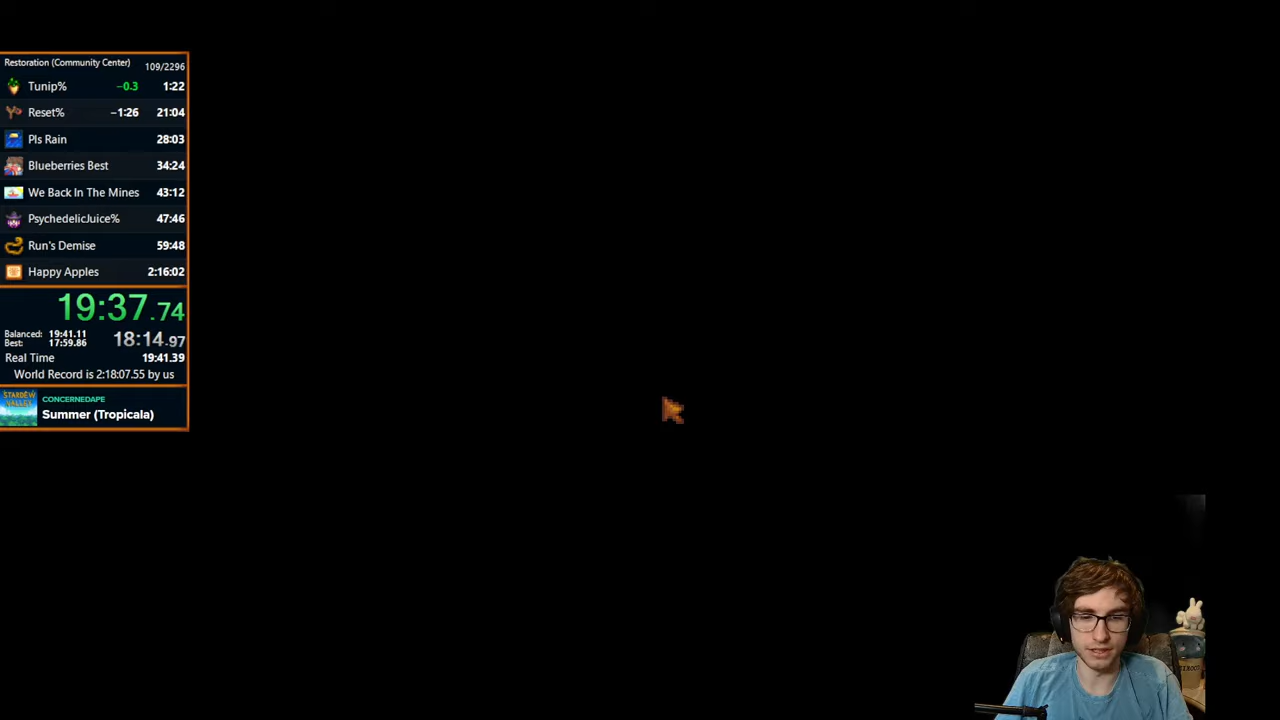 Restoration (Community Center) 109/2296
Tunip% −0.3 1:22
Reset% −1:26 21:04
Pls Rain 28:03
Blueberries Best 34:24
We Back In The Mines 43:12
PsychedelicJuice% 47:46
Run's Demise 59:48
Happy Apples 2:16:02
19:37.74
Balanced: 19:41.11
Best: 17:59.86
18:14.97
Real Time 19:41.39
World Record is 2:18:07.55 by us
STARDEW VALLEY
CONCERNEDAPE
Summer (Tropicala)